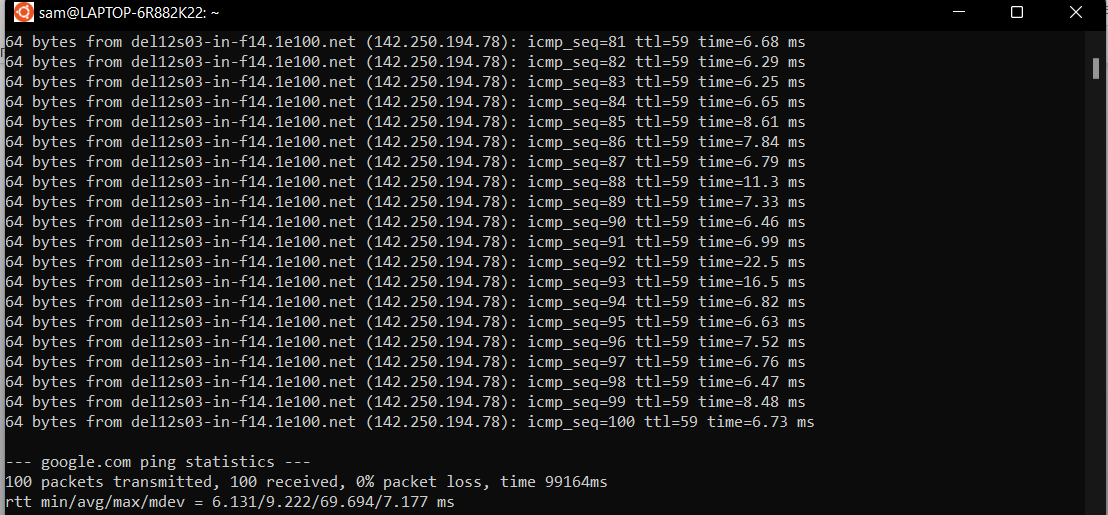 sam@LAPTOP-6R882K22: ~
64 bytes from del12s03-in-f14.1e100.net (142.250.194.78): icmp_seq=81 ttl=59 time=6.68 ms
64 bytes from del12s03-in-f14.1e100.net (142.250.194.78): icmp_seq=82 ttl=59 time=6.29 ms
64 bytes from del12s03-in-f14.1e100.net (142.250.194.78): icmp_seq=83 ttl=59 time=6.25 ms
64 bytes from del12s03-in-f14.1e100.net (142.250.194.78): icmp_seq=84 ttl=59 time=6.65 ms
64 bytes from del12s03-in-f14.1e100.net (142.250.194.78): icmp_seq=85 ttl=59 time=8.61 ms
64 bytes from del12s03-in-f14.1e100.net (142.250.194.78): icmp_seq=86 ttl=59 time=7.84 ms
64 bytes from del12s03-in-f14.1e100.net (142.250.194.78): icmp_seq=87 ttl=59 time=6.79 ms
64 bytes from del12s03-in-f14.1e100.net (142.250.194.78): icmp_seq=88 ttl=59 time=11.3 ms
64 bytes from del12s03-in-f14.1e100.net (142.250.194.78): icmp_seq=89 ttl=59 time=7.33 ms
64 bytes from del12s03-in-f14.1e100.net (142.250.194.78): icmp_seq=90 ttl=59 time=6.46 ms
64 bytes from del12s03-in-f14.1e100.net (142.250.194.78): icmp_seq=91 ttl=59 time=6.99 ms
64 bytes from del12s03-in-f14.1e100.net (142.250.194.78): icmp_seq=92 ttl=59 time=22.5 ms
64 bytes from del12s03-in-f14.1e100.net (142.250.194.78): icmp_seq=93 ttl=59 time=16.5 ms
64 bytes from del12s03-in-f14.1e100.net (142.250.194.78): icmp_seq=94 ttl=59 time=6.82 ms
64 bytes from del12s03-in-f14.1e100.net (142.250.194.78): icmp_seq=95 ttl=59 time=6.63 ms
64 bytes from del12s03-in-f14.1e100.net (142.250.194.78): icmp_seq=96 ttl=59 time=7.52 ms
64 bytes from del12s03-in-f14.1e100.net (142.250.194.78): icmp_seq=97 ttl=59 time=6.76 ms
64 bytes from del12s03-in-f14.1e100.net (142.250.194.78): icmp_seq=98 ttl=59 time=6.47 ms
64 bytes from del12s03-in-f14.1e100.net (142.250.194.78): icmp_seq=99 ttl=59 time=8.48 ms
64 bytes from del12s03-in-f14.1e100.net (142.250.194.78): icmp_seq=100 ttl=59 time=6.73 ms
--- google.com ping statistics ---
100 packets transmitted, 100 received, 0% packet loss, time 99164ms
rtt min/avg/max/mdev = 6.131/9.222/69.694/7.177 ms